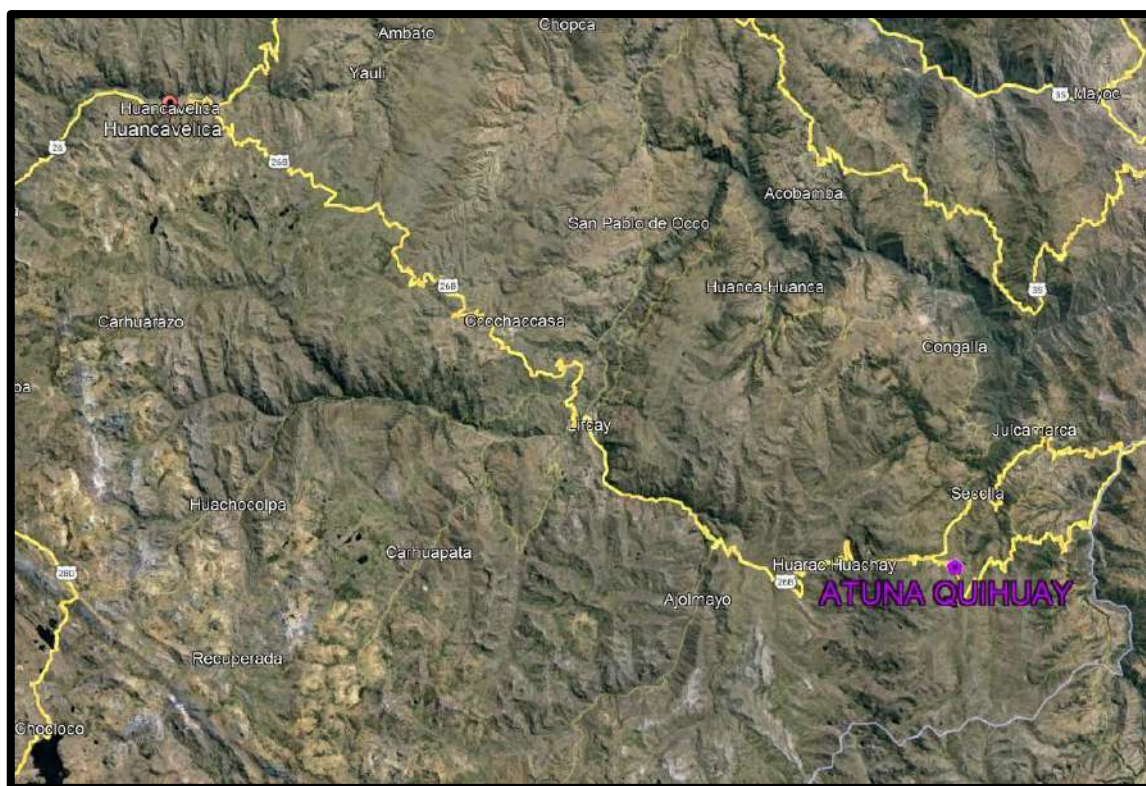 Chopca
Ambato
Yauli
Mayoc
35
Huancavelica
Huancavelica
26
26B
Acobamba
San Pablo de Occo
26B
Huanca-Huanca
35
Carhuarazo
Ccochaccasa
Congalla
Lircay
Julcamarca
Secclla
Huachocolpa
Carhuapata
Huarac Huachay
28D
26B
ATUNA QUIHUAY
Ajolmayo
Recuperada
Chocloco